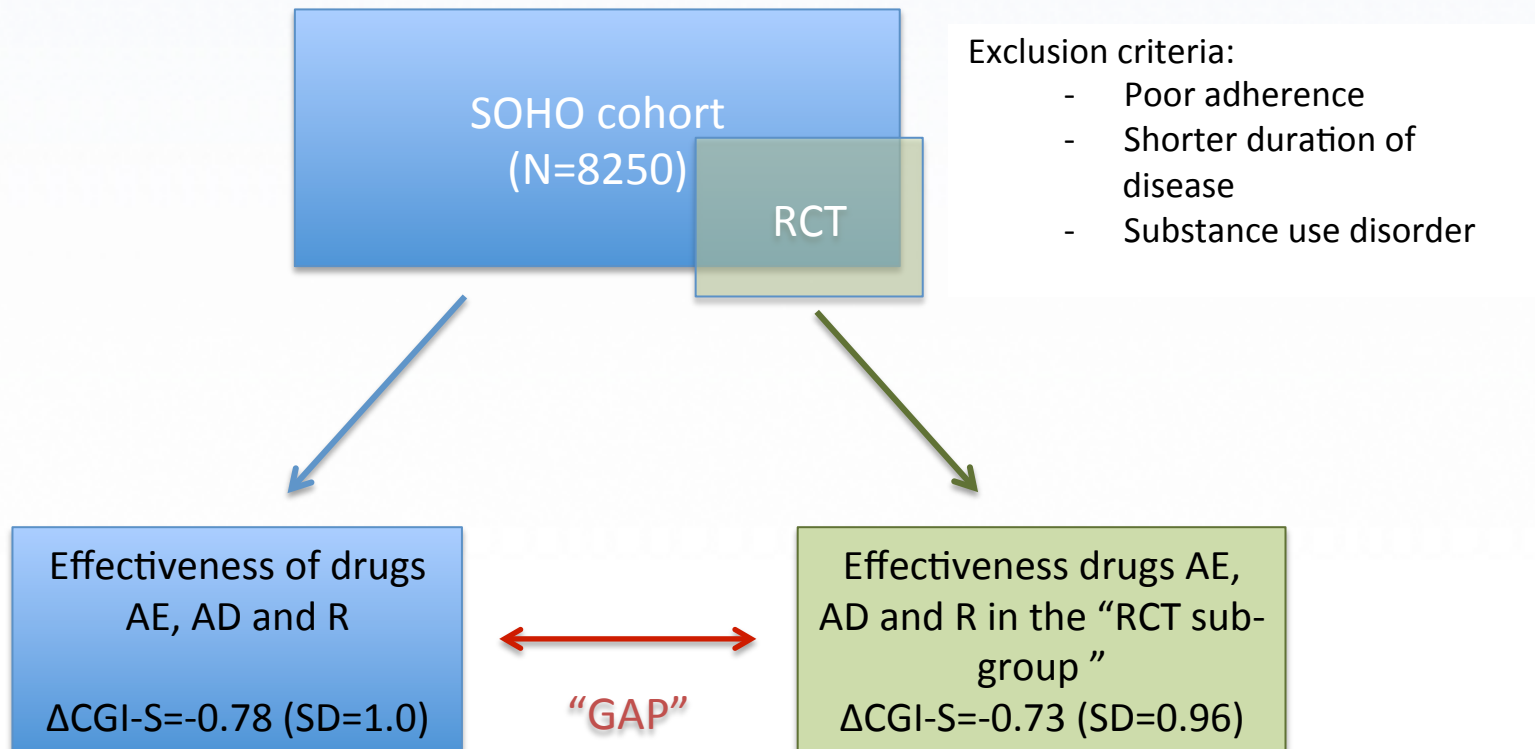 SOHO cohort
(N=8250)
RCT
Exclusion criteria:
- Poor adherence
- Shorter duration of
disease
- Substance use disorder
Effectiveness of drugs
AE, AD and R
ΔCGI-S=-0.78 (SD=1.0)
“GAP”
Effectiveness drugs AE,
AD and R in the “RCT sub-
group ”
ΔCGI-S=-0.73 (SD=0.96)